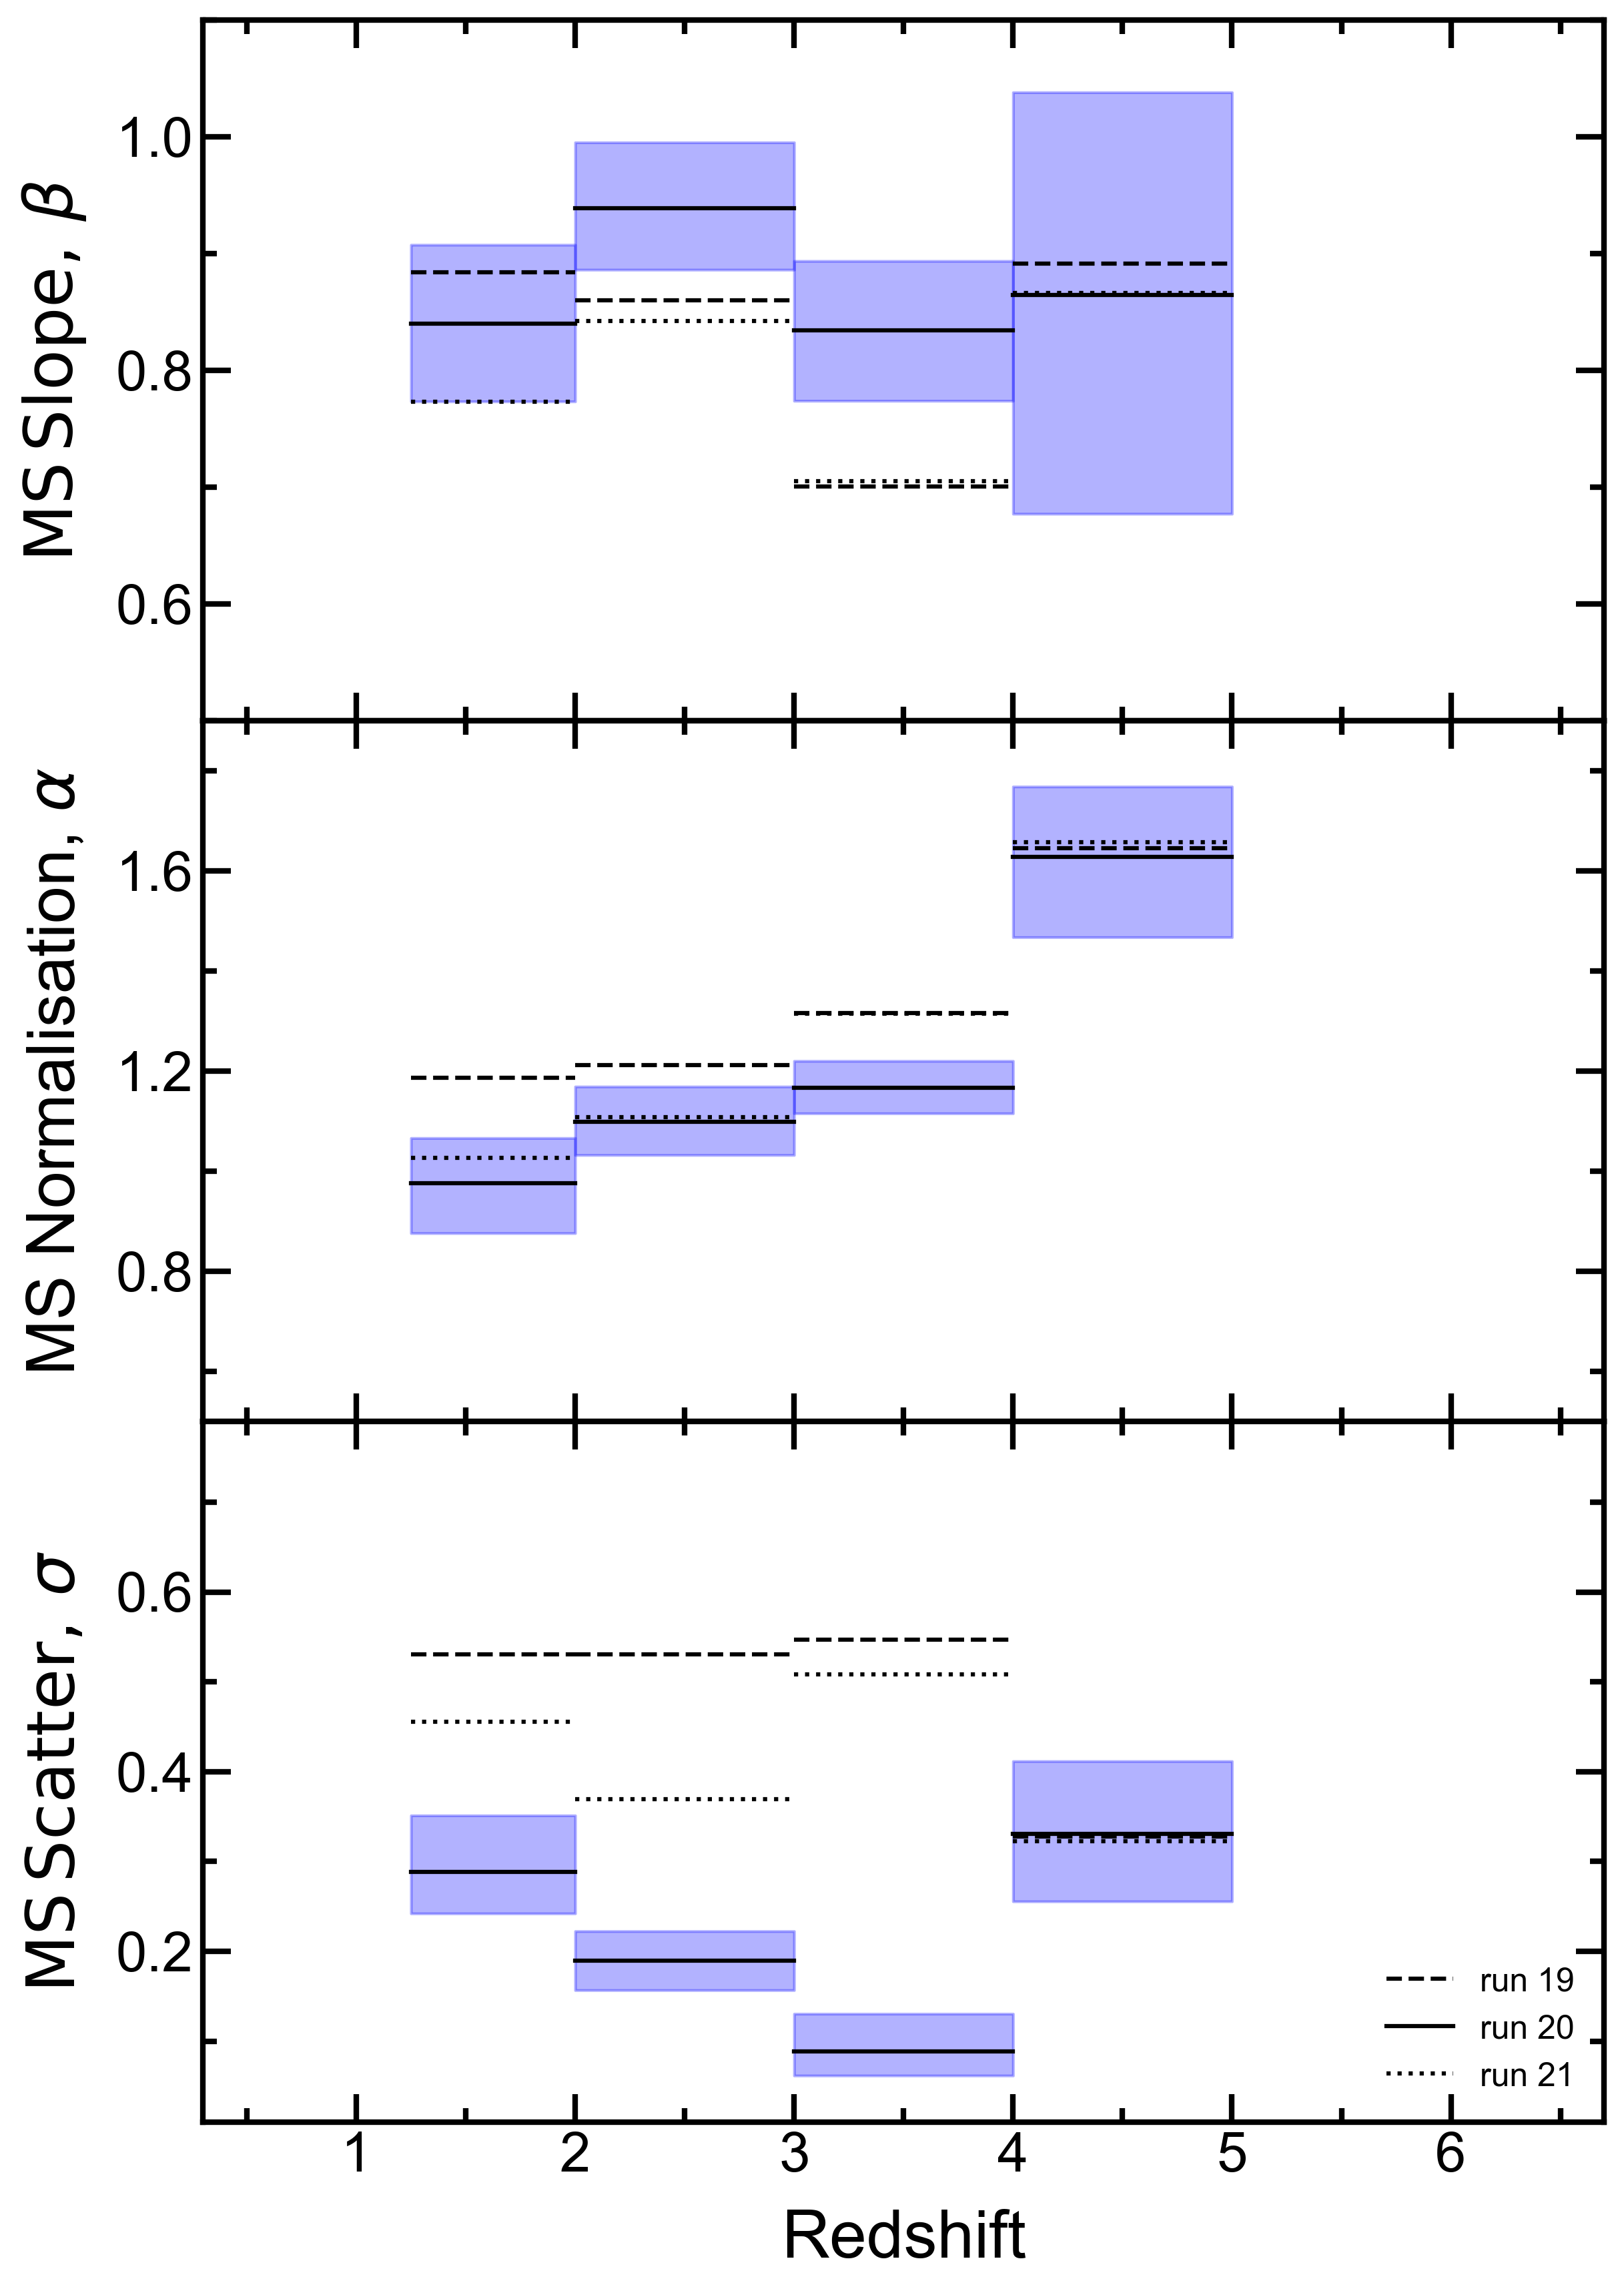 MS Slope, β
1.0
0.8
0.6
MS Normalisation, α
1.6
1.2
0.8
MS Scatter, σ
0.6
0.4
0.2
run 19
run 20
run 21
1 2 3 4 5 6
Redshift